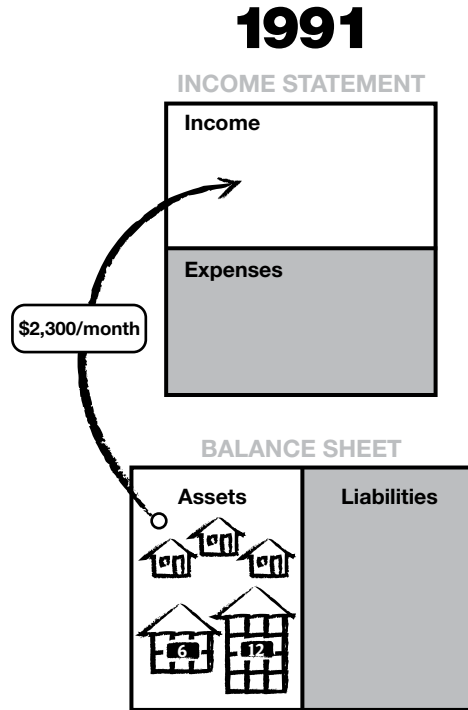 1991
INCOME STATEMENT
Income
Expenses
$2,300/month
BALANCE SHEET
Assets
Liabilities
6
12